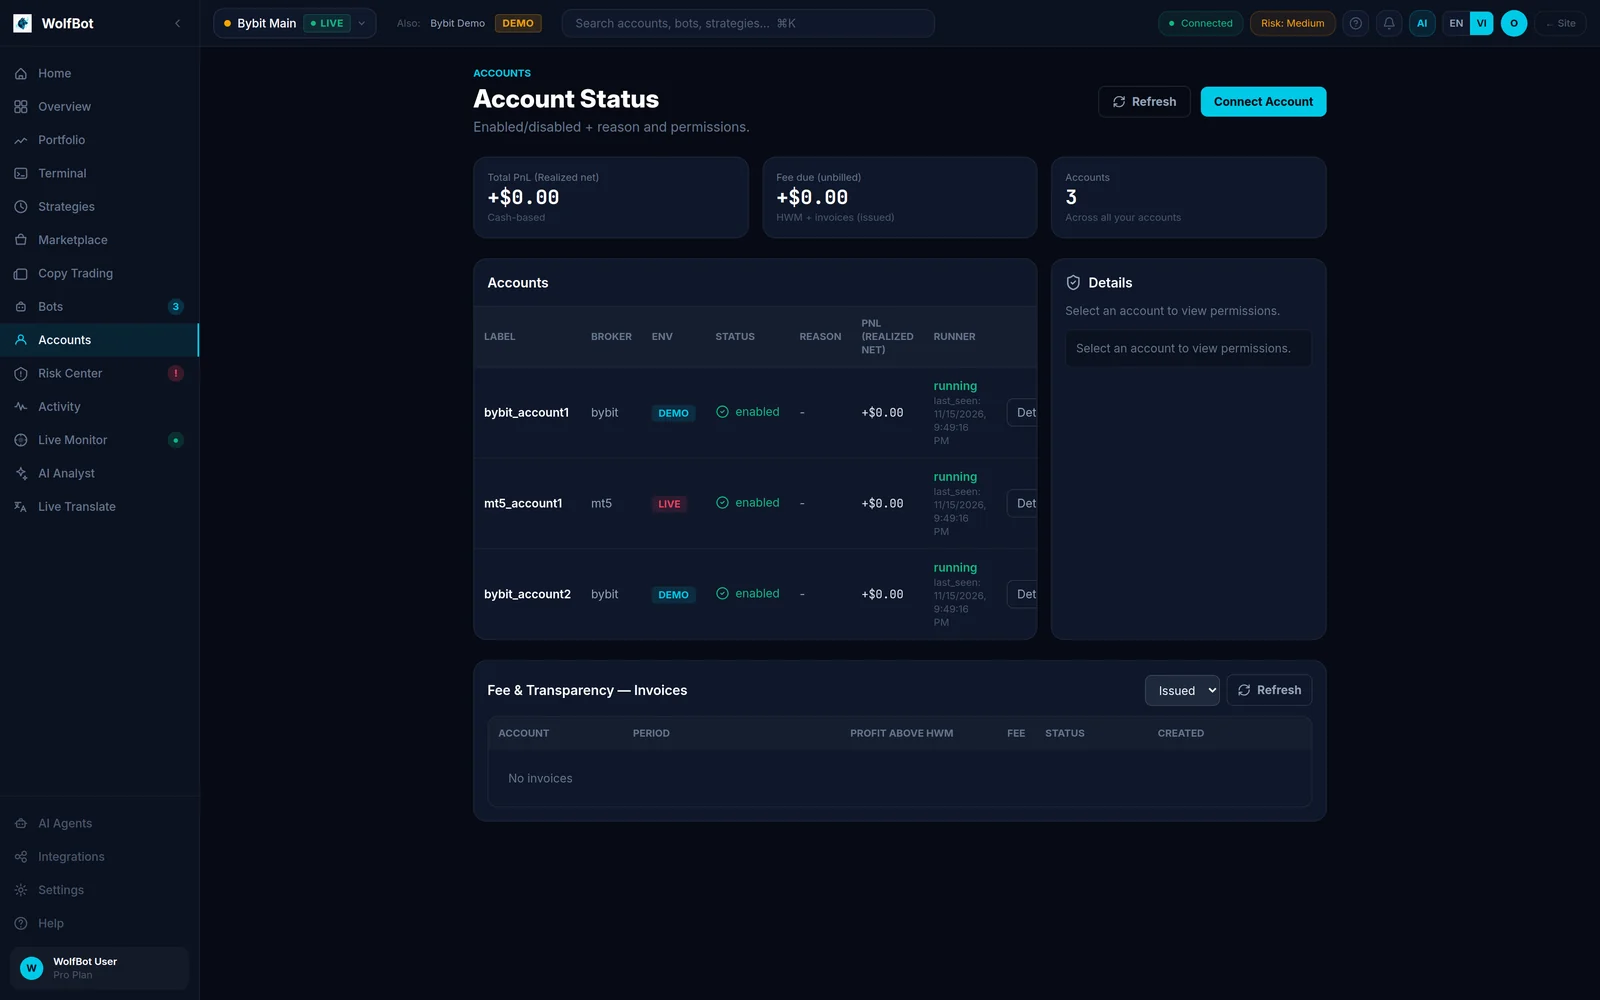 WolfBot
Bybit Main
LIVE
Also:
Bybit Demo
DEMO
Search accounts, bots, strategies... ⌘K
Connected
Risk: Medium
AI
EN
VI
O
← Site
Home
Overview
Portfolio
Terminal
Strategies
Marketplace
Copy Trading
Bots
3
Accounts
Risk Center
!
Activity
Live Monitor
AI Analyst
Live Translate
AI Agents
Integrations
Settings
Help
W
WolfBot User
Pro Plan
ACCOUNTS
Account Status
Enabled/disabled + reason and permissions.
Refresh
Connect Account
Total PnL (Realized net)
+$0.00
Cash-based
Fee due (unbilled)
+$0.00
HWM + invoices (issued)
Accounts
3
Across all your accounts
Accounts
LABEL BROKER ENV STATUS REASON PNL (REALIZED NET) RUNNER
bybit_account1 bybit DEMO enabled - +$0.00
running
last_seen:
11/15/2026,
9:49:16
PM
Det
mt5_account1 mt5 LIVE enabled - +$0.00
running
last_seen:
11/15/2026,
9:49:16
PM
Det
bybit_account2 bybit DEMO enabled - +$0.00
running
last_seen:
11/15/2026,
9:49:16
PM
Det
Details
Select an account to view permissions.
Select an account to view permissions.
Fee & Transparency — Invoices
Issued
Refresh
ACCOUNT PERIOD PROFIT ABOVE HWM FEE STATUS CREATED
No invoices